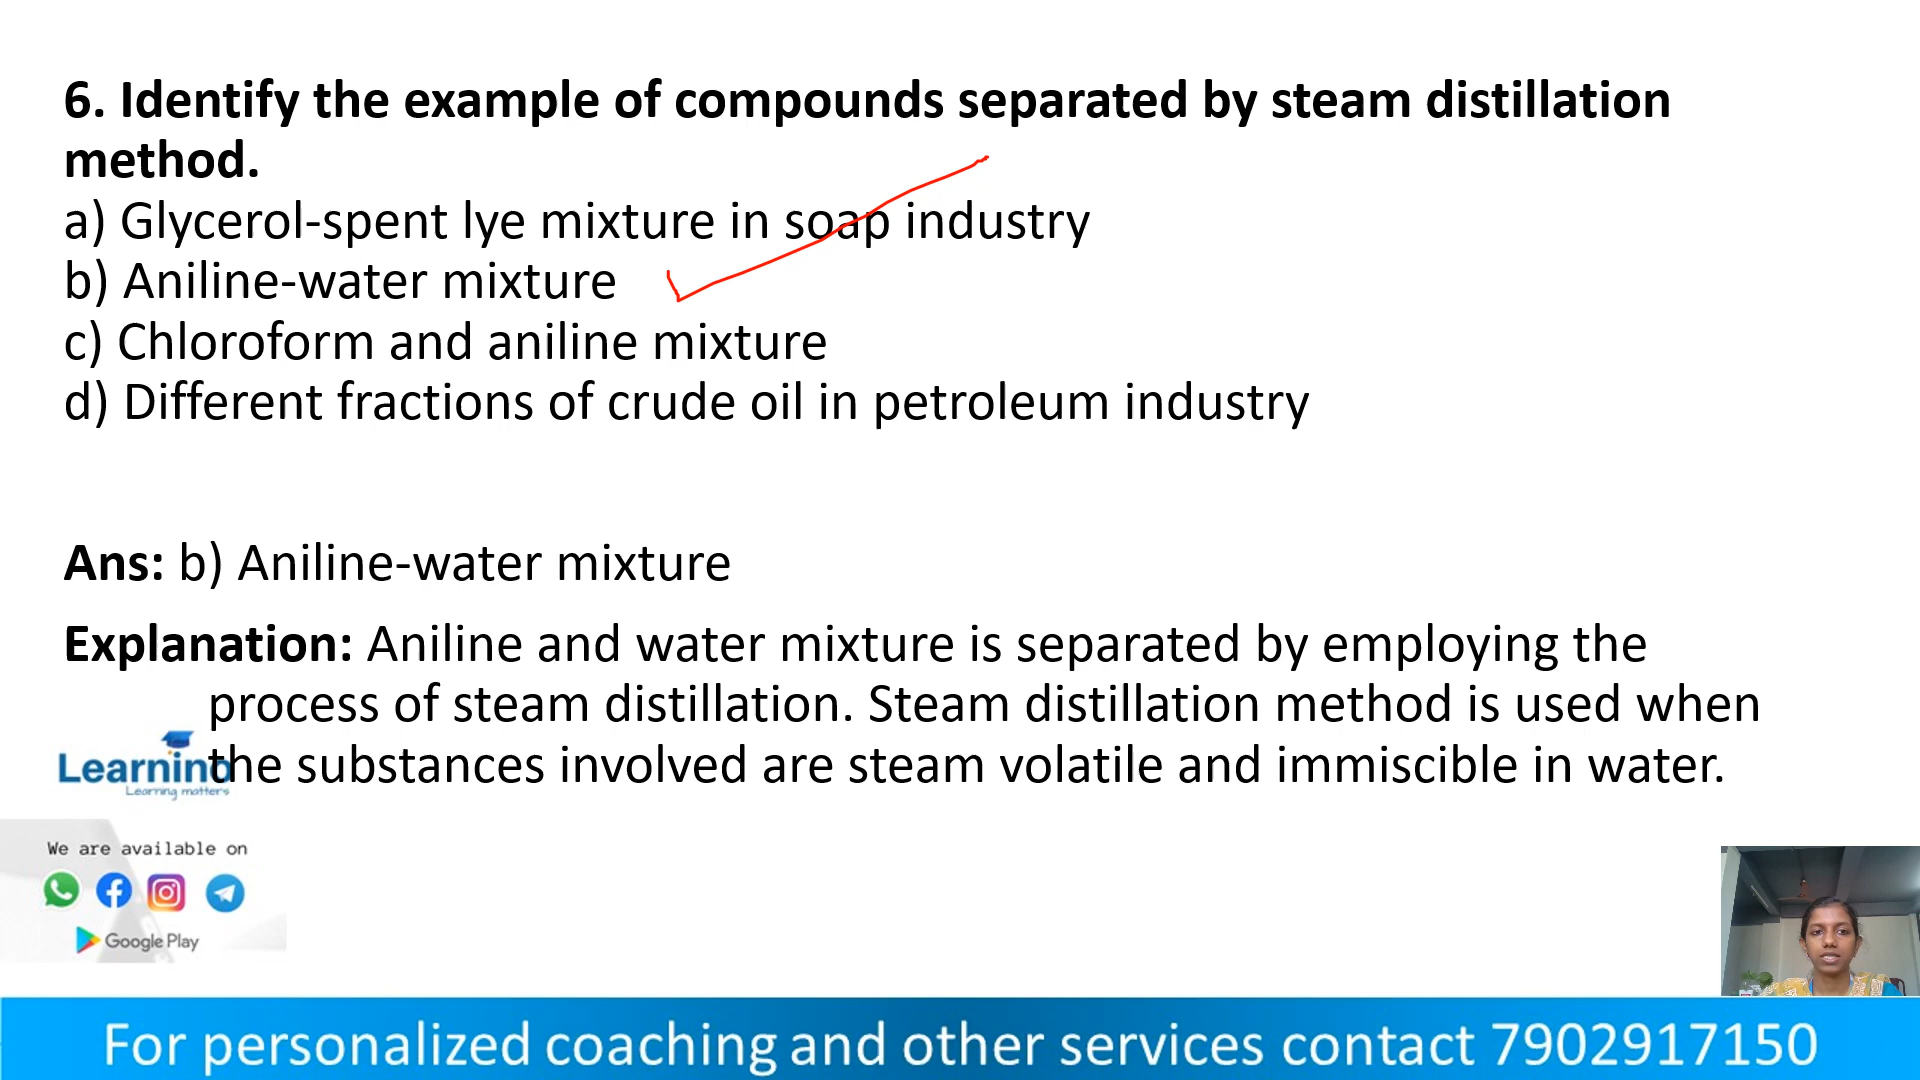 6. Identify the example of compounds separated by steam distillation
method.
a) Glycerol-spent lye mixture in soap industry
b) Aniline-water mixture
c) Chloroform and aniline mixture
d) Different fractions of crude oil in petroleum industry
Ans: b) Aniline-water mixture
Explanation: Aniline and water mixture is separated by employing the
process of steam distillation. Steam distillation method is used when
the substances involved are steam volatile and immiscible in water.
Learning
Learning matters
We are available on
Google Play
For personalized coaching and other services contact 7902917150